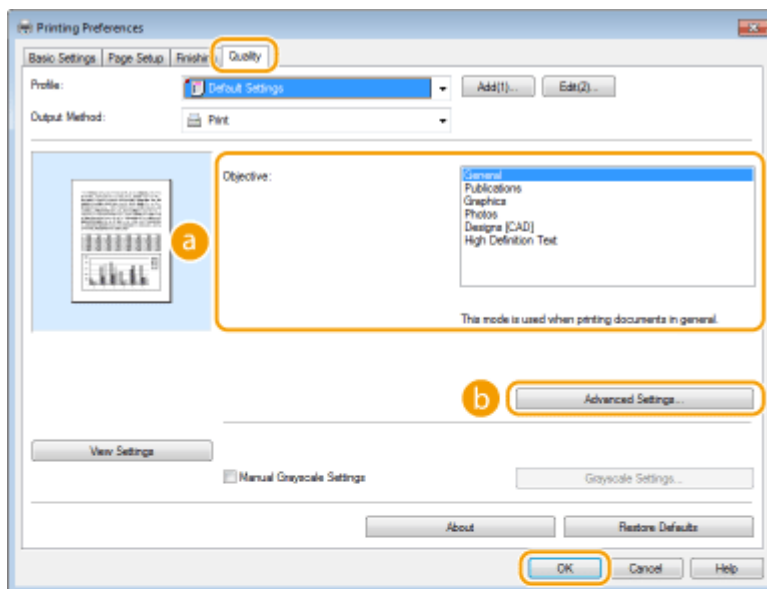 Printing Preferences
Basic Settings Page Setup Finishing Quality
Profile: Default Settings Add(1)... Edit(2)...
Output Method: Print
Objective: General
Publications
Graphics
Photos
Designs [CAD]
High Definition Text
a
This mode is used when printing documents in general.
b Advanced Settings...
View Settings
Manual Grayscale Settings Grayscale Settings...
About Restore Defaults
OK Cancel Help